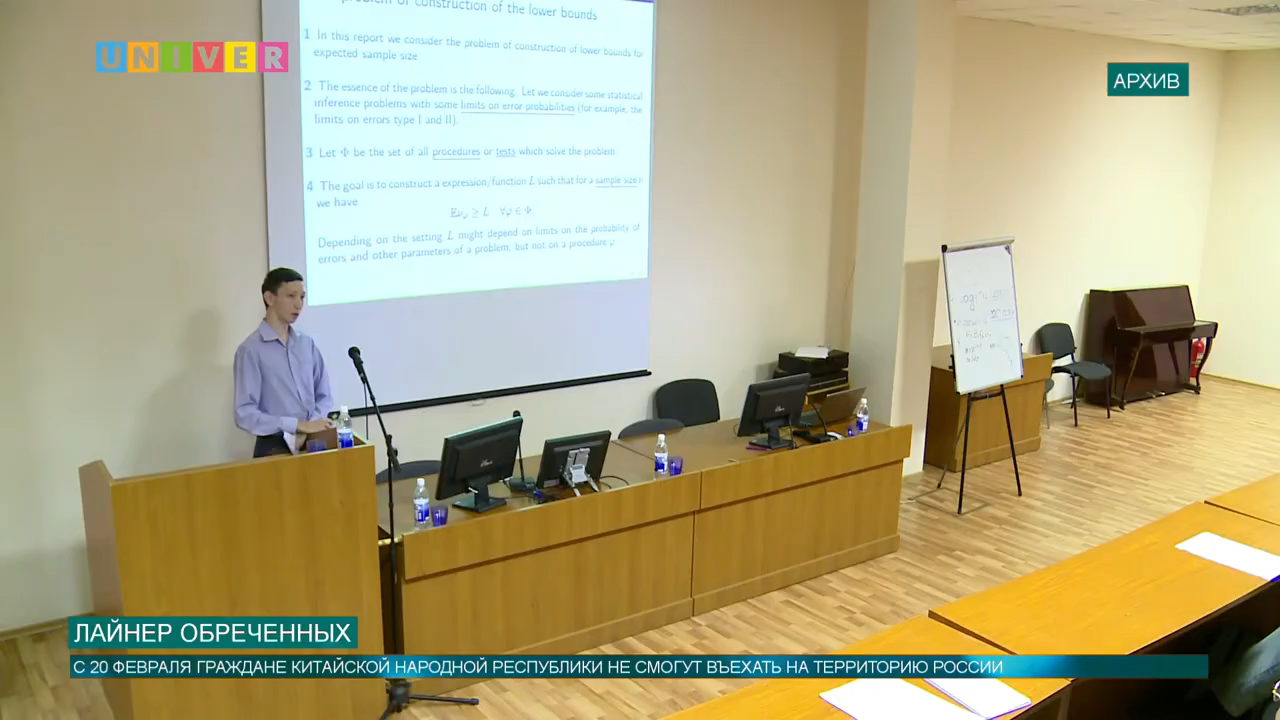 problem of construction of the lower bounds
1 In this report we consider the problem of construction of lower bounds for
expected sample size
2 The essence of the problem is the following. Let we consider some statistical
inference problems with some limits on error probabilities (for example, the
limits on errors type I and II).
3 Let Φ be the set of all procedures or tests which solve the problem.
4 The goal is to construct a expression/function L such that for a sample size
we have
≥ L ∀φ ∈ Φ.
Depending on the setting L might depend on limits on the probability of
errors and other parameters of a problem, but not on a procedure φ
UNIVER
АРХИВ
ЛАЙНЕР ОБРЕЧЕННЫХ
С 20 ФЕВРАЛЯ ГРАЖДАНЕ КИТАЙСКОЙ НАРОДНОЙ РЕСПУБЛИКИ НЕ СМОГУТ ВЪЕХАТЬ НА ТЕРРИТОРИЮ РОССИИ